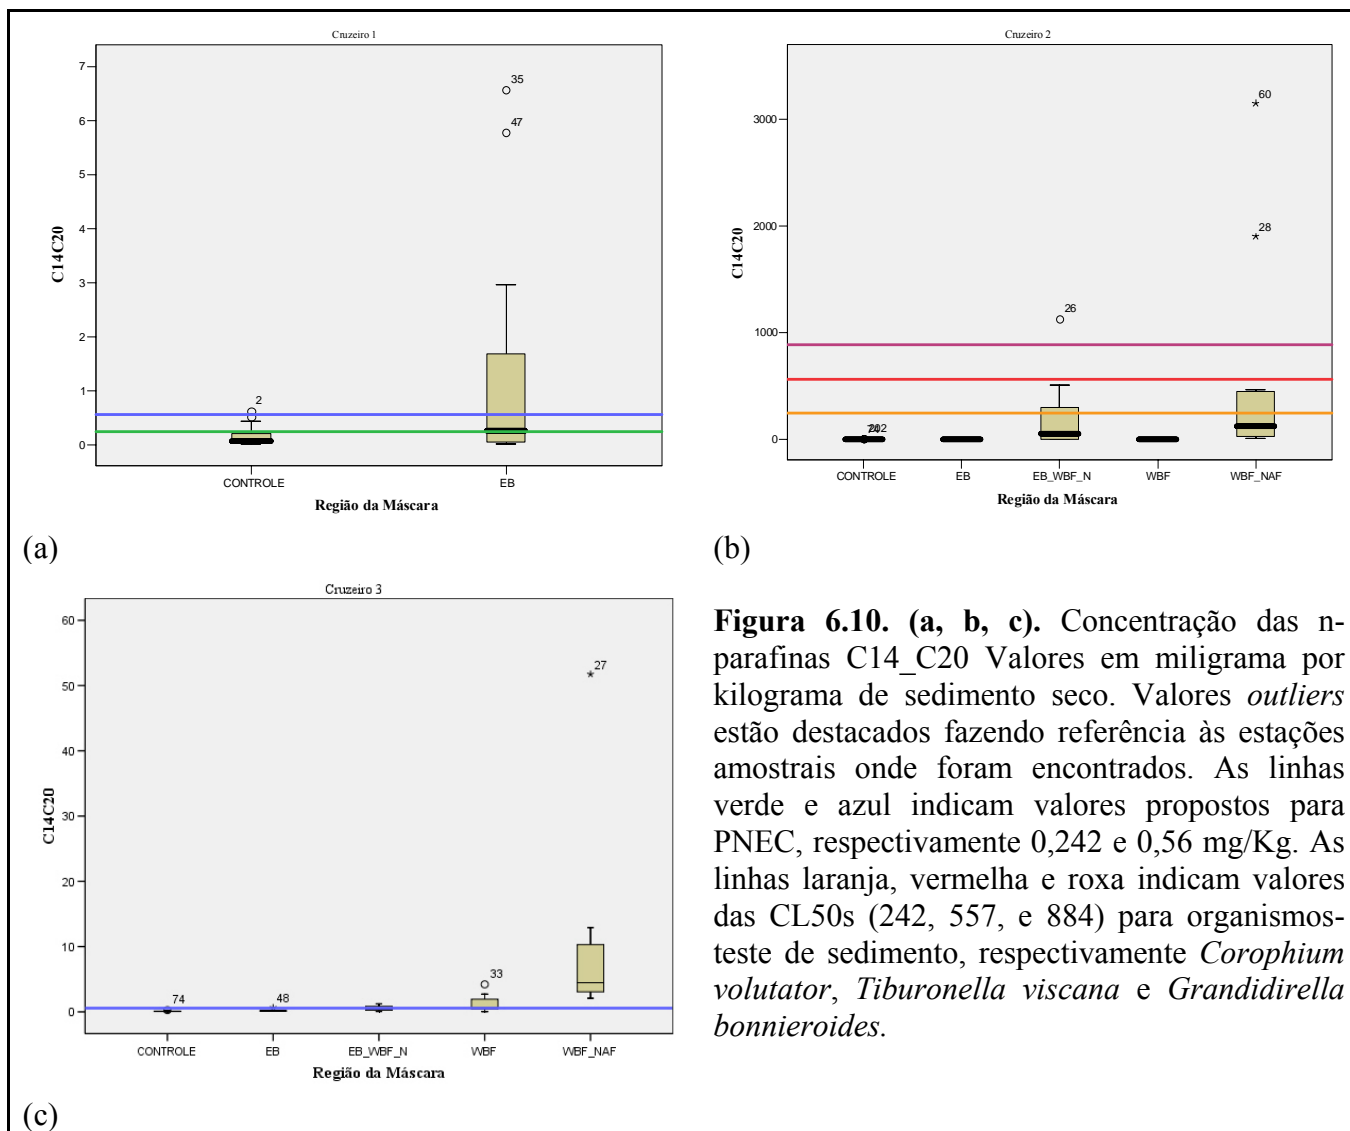 Cruzeiro 1
7
6
5
4
3
2
1
0
C14C20
35
47
2
CONTROLE EB
Região da Máscara
(a)
Cruzeiro 2
3000
2000
1000
0
C14C20
60
28
26
74 202
CONTROLE EB EB_WBF_N WBF WBF_NAF
Região da Máscara
(b)
Cruzeiro 3
60
50
40
30
20
10
0
C14C20
27
33
48
74
CONTROLE EB EB_WBF_N WBF WBF_NAF
Região da Máscara
(c)
Figura 6.10. (a, b, c). Concentração das n-
parafinas C14_C20 Valores em miligrama por
kilograma de sedimento seco. Valores outliers
estão destacados fazendo referência às estações
amostrais onde foram encontrados. As linhas
verde e azul indicam valores propostos para
PNEC, respectivamente 0,242 e 0,56 mg/Kg. As
linhas laranja, vermelha e roxa indicam valores
das CL50s (242, 557, e 884) para organismos-
teste de sedimento, respectivamente Corophium
volutator, Tiburonella viscana e Grandidirella
bonnieroides.